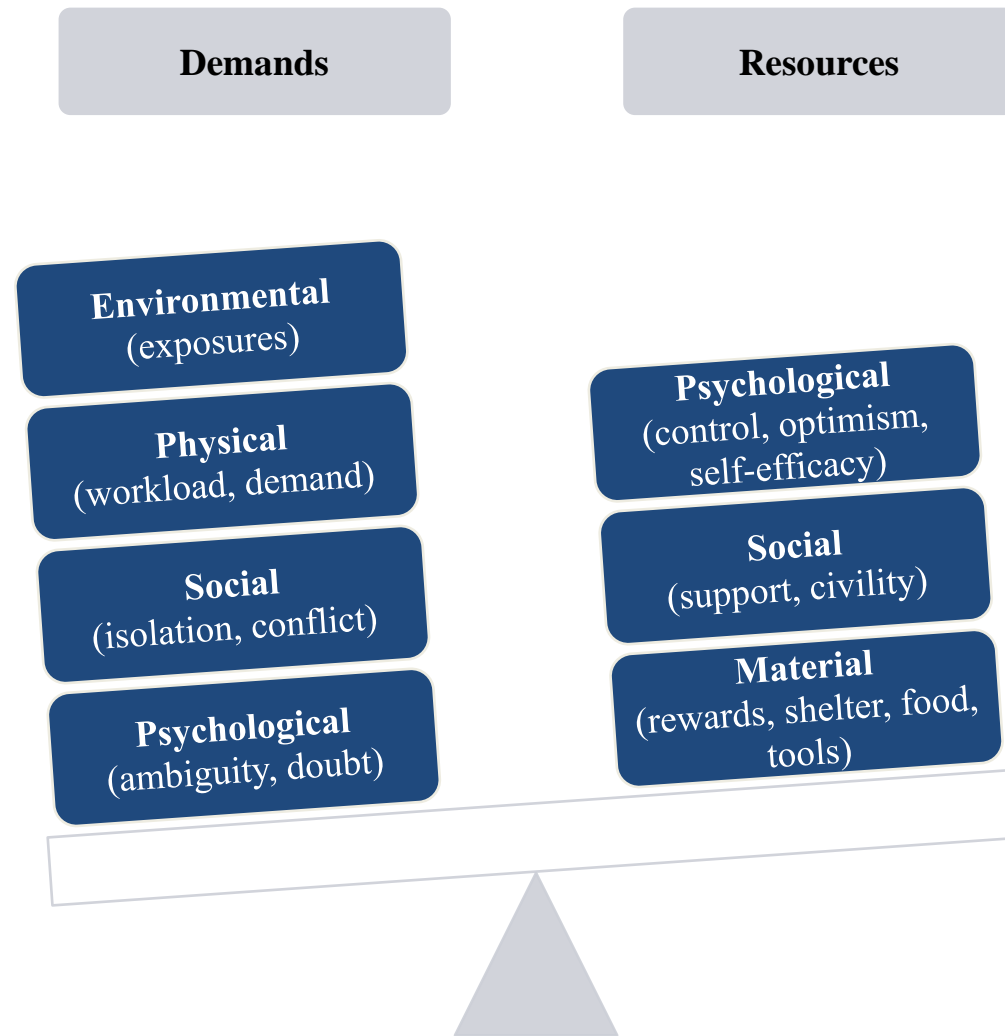 Demands
Resources
Environmental
(exposures)
Physical
(workload, demand)
Social
(isolation, conflict)
Psychological
(ambiguity, doubt)
Psychological
(control, optimism,
self-efficacy)
Social
(support, civility)
Material
(rewards, shelter, food,
tools)